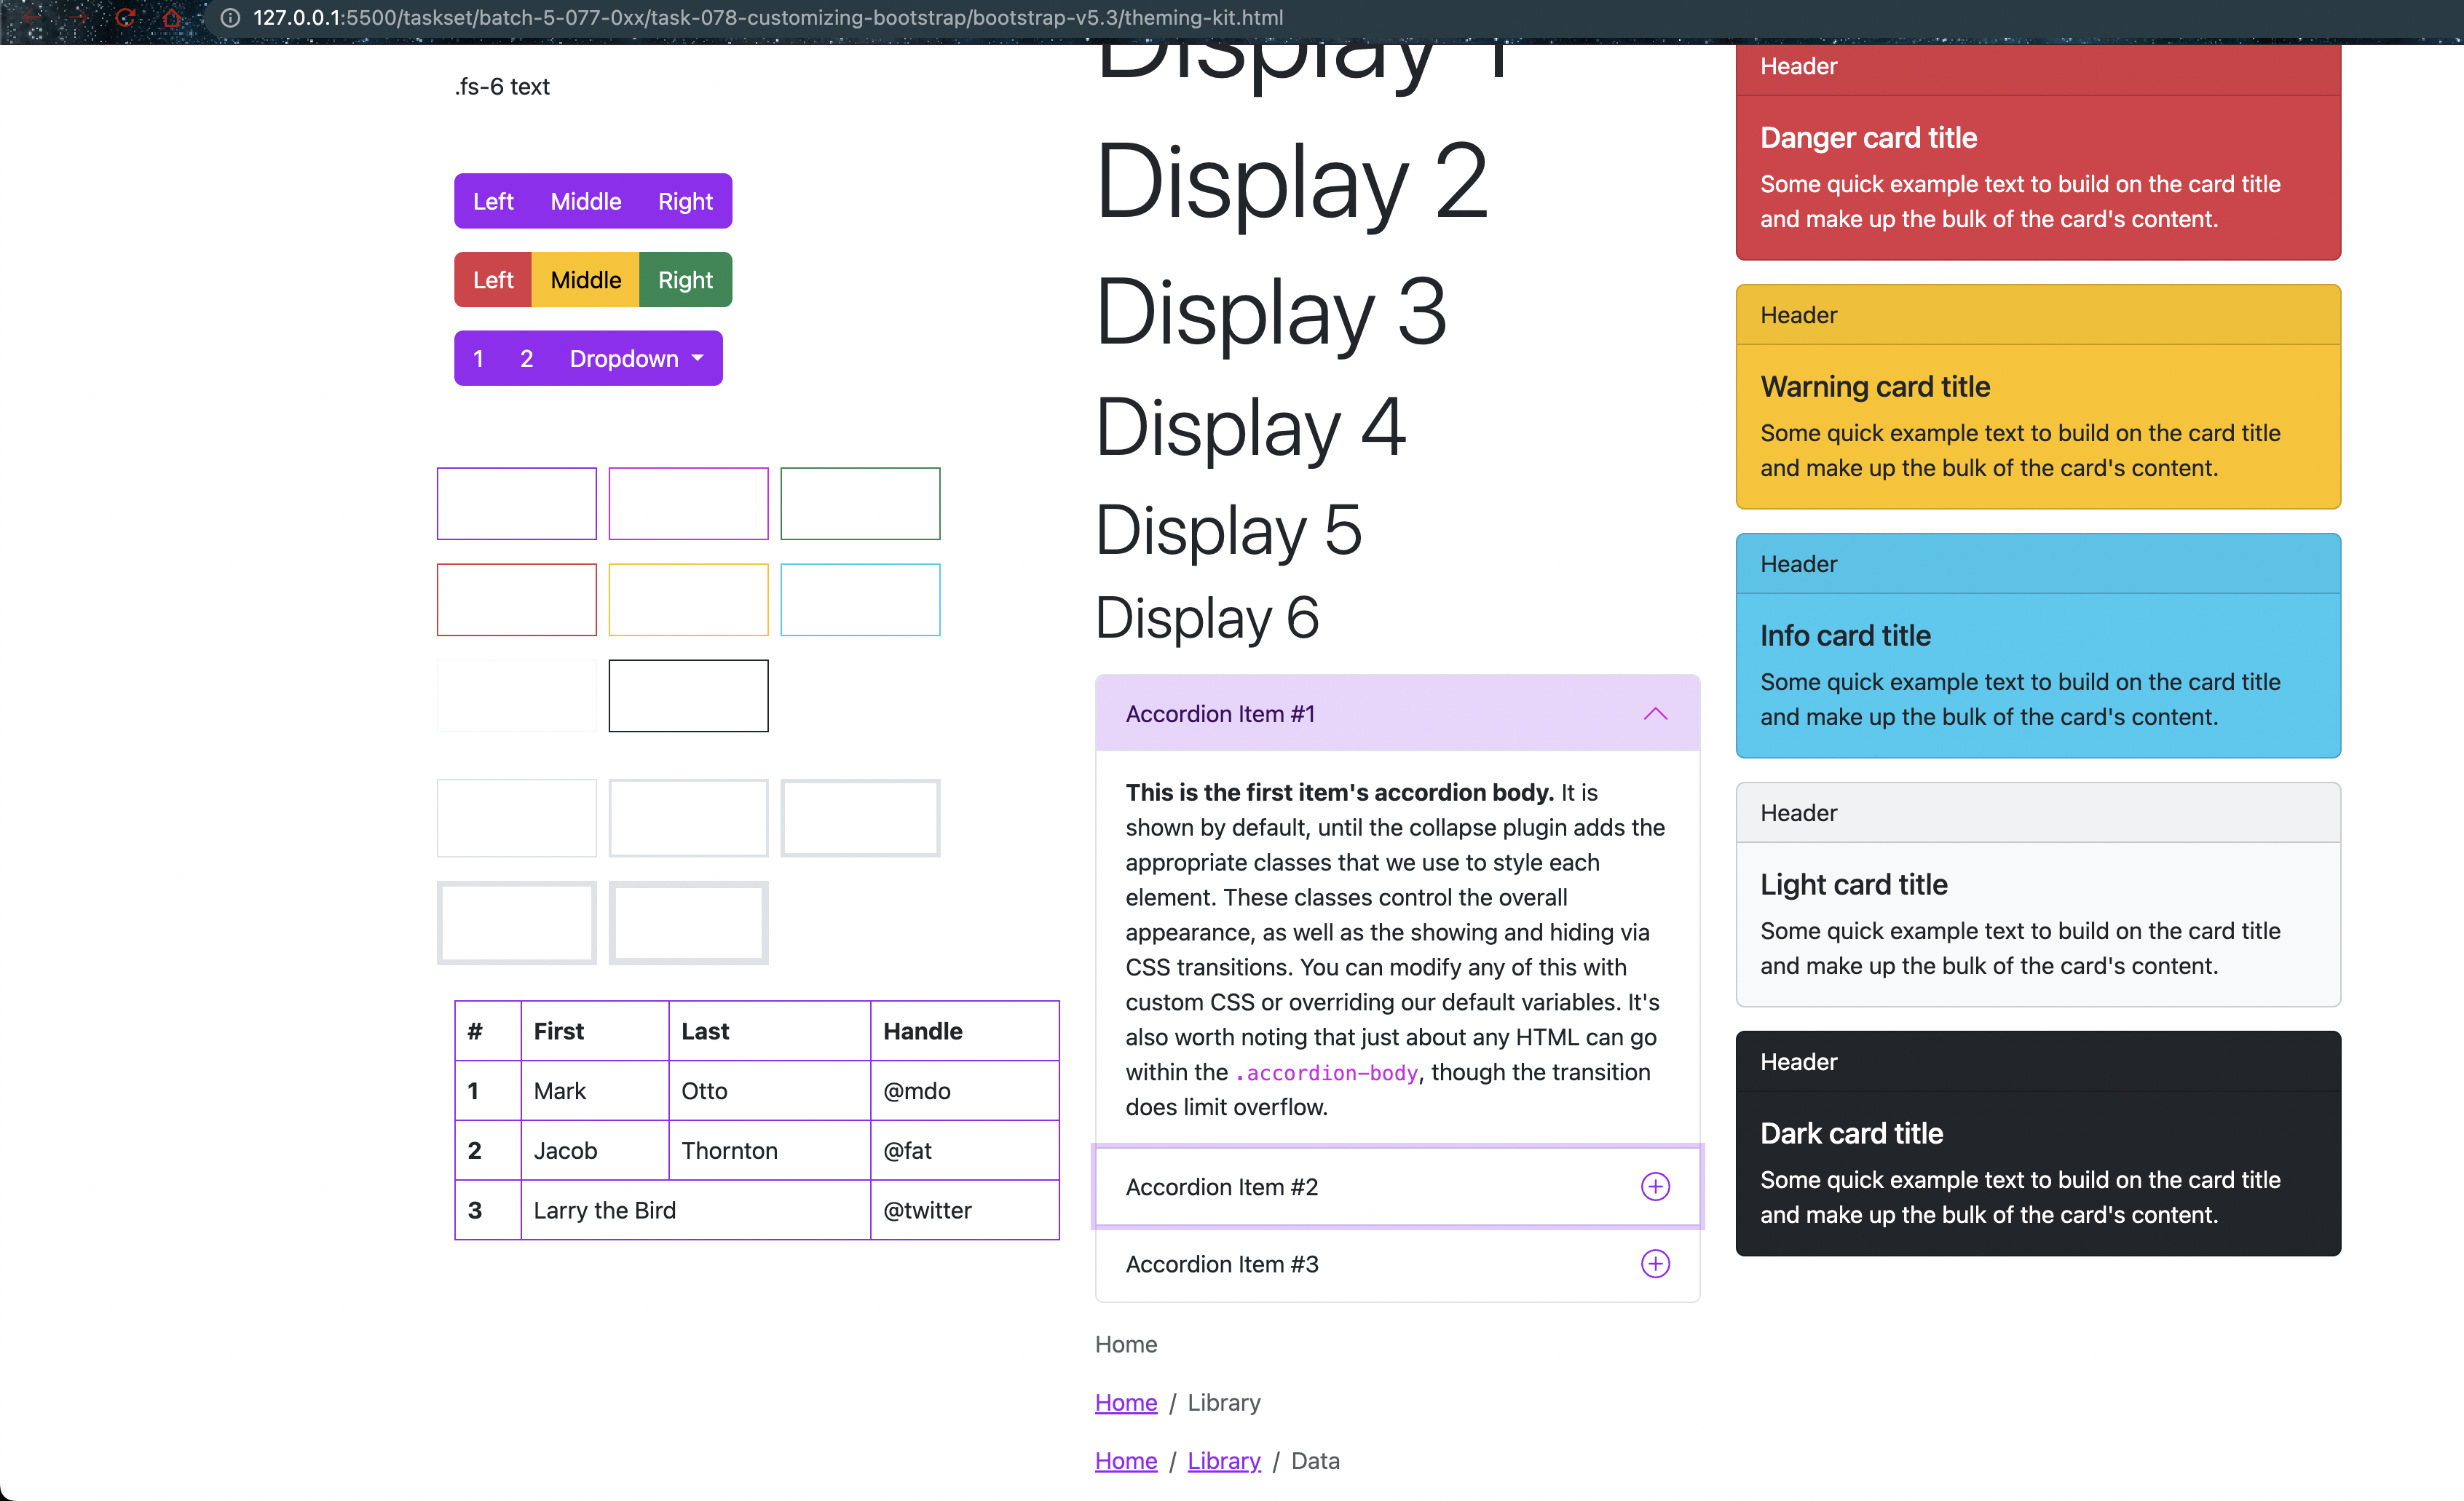 127.0.0.1:5500/taskset/batch-5-077-0xx/task-078-customizing-bootstrap/bootstrap-v5.3/theming-kit.html
.fs-6 text
Left Middle Right
Left Middle Right
1 2 Dropdown
# First Last Handle
1 Mark Otto @mdo
2 Jacob Thornton @fat
3 Larry the Bird @twitter
Display 1
Display 2
Display 3
Display 4
Display 5
Display 6
Accordion Item #1
This is the first item's accordion body. It is
shown by default, until the collapse plugin adds the
appropriate classes that we use to style each
element. These classes control the overall
appearance, as well as the showing and hiding via
CSS transitions. You can modify any of this with
custom CSS or overriding our default variables. It's
also worth noting that just about any HTML can go
within the .accordion-body, though the transition
does limit overflow.
Accordion Item #2
Accordion Item #3
Home
Home / Library
Home / Library / Data
Header
Danger card title
Some quick example text to build on the card title
and make up the bulk of the card's content.
Header
Warning card title
Some quick example text to build on the card title
and make up the bulk of the card's content.
Header
Info card title
Some quick example text to build on the card title
and make up the bulk of the card's content.
Header
Light card title
Some quick example text to build on the card title
and make up the bulk of the card's content.
Header
Dark card title
Some quick example text to build on the card title
and make up the bulk of the card's content.